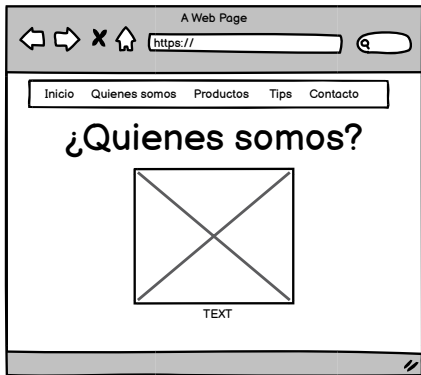 A Web Page
https://
Inicio Quienes somos Productos Tips Contacto
¿Quienes somos?
TEXT